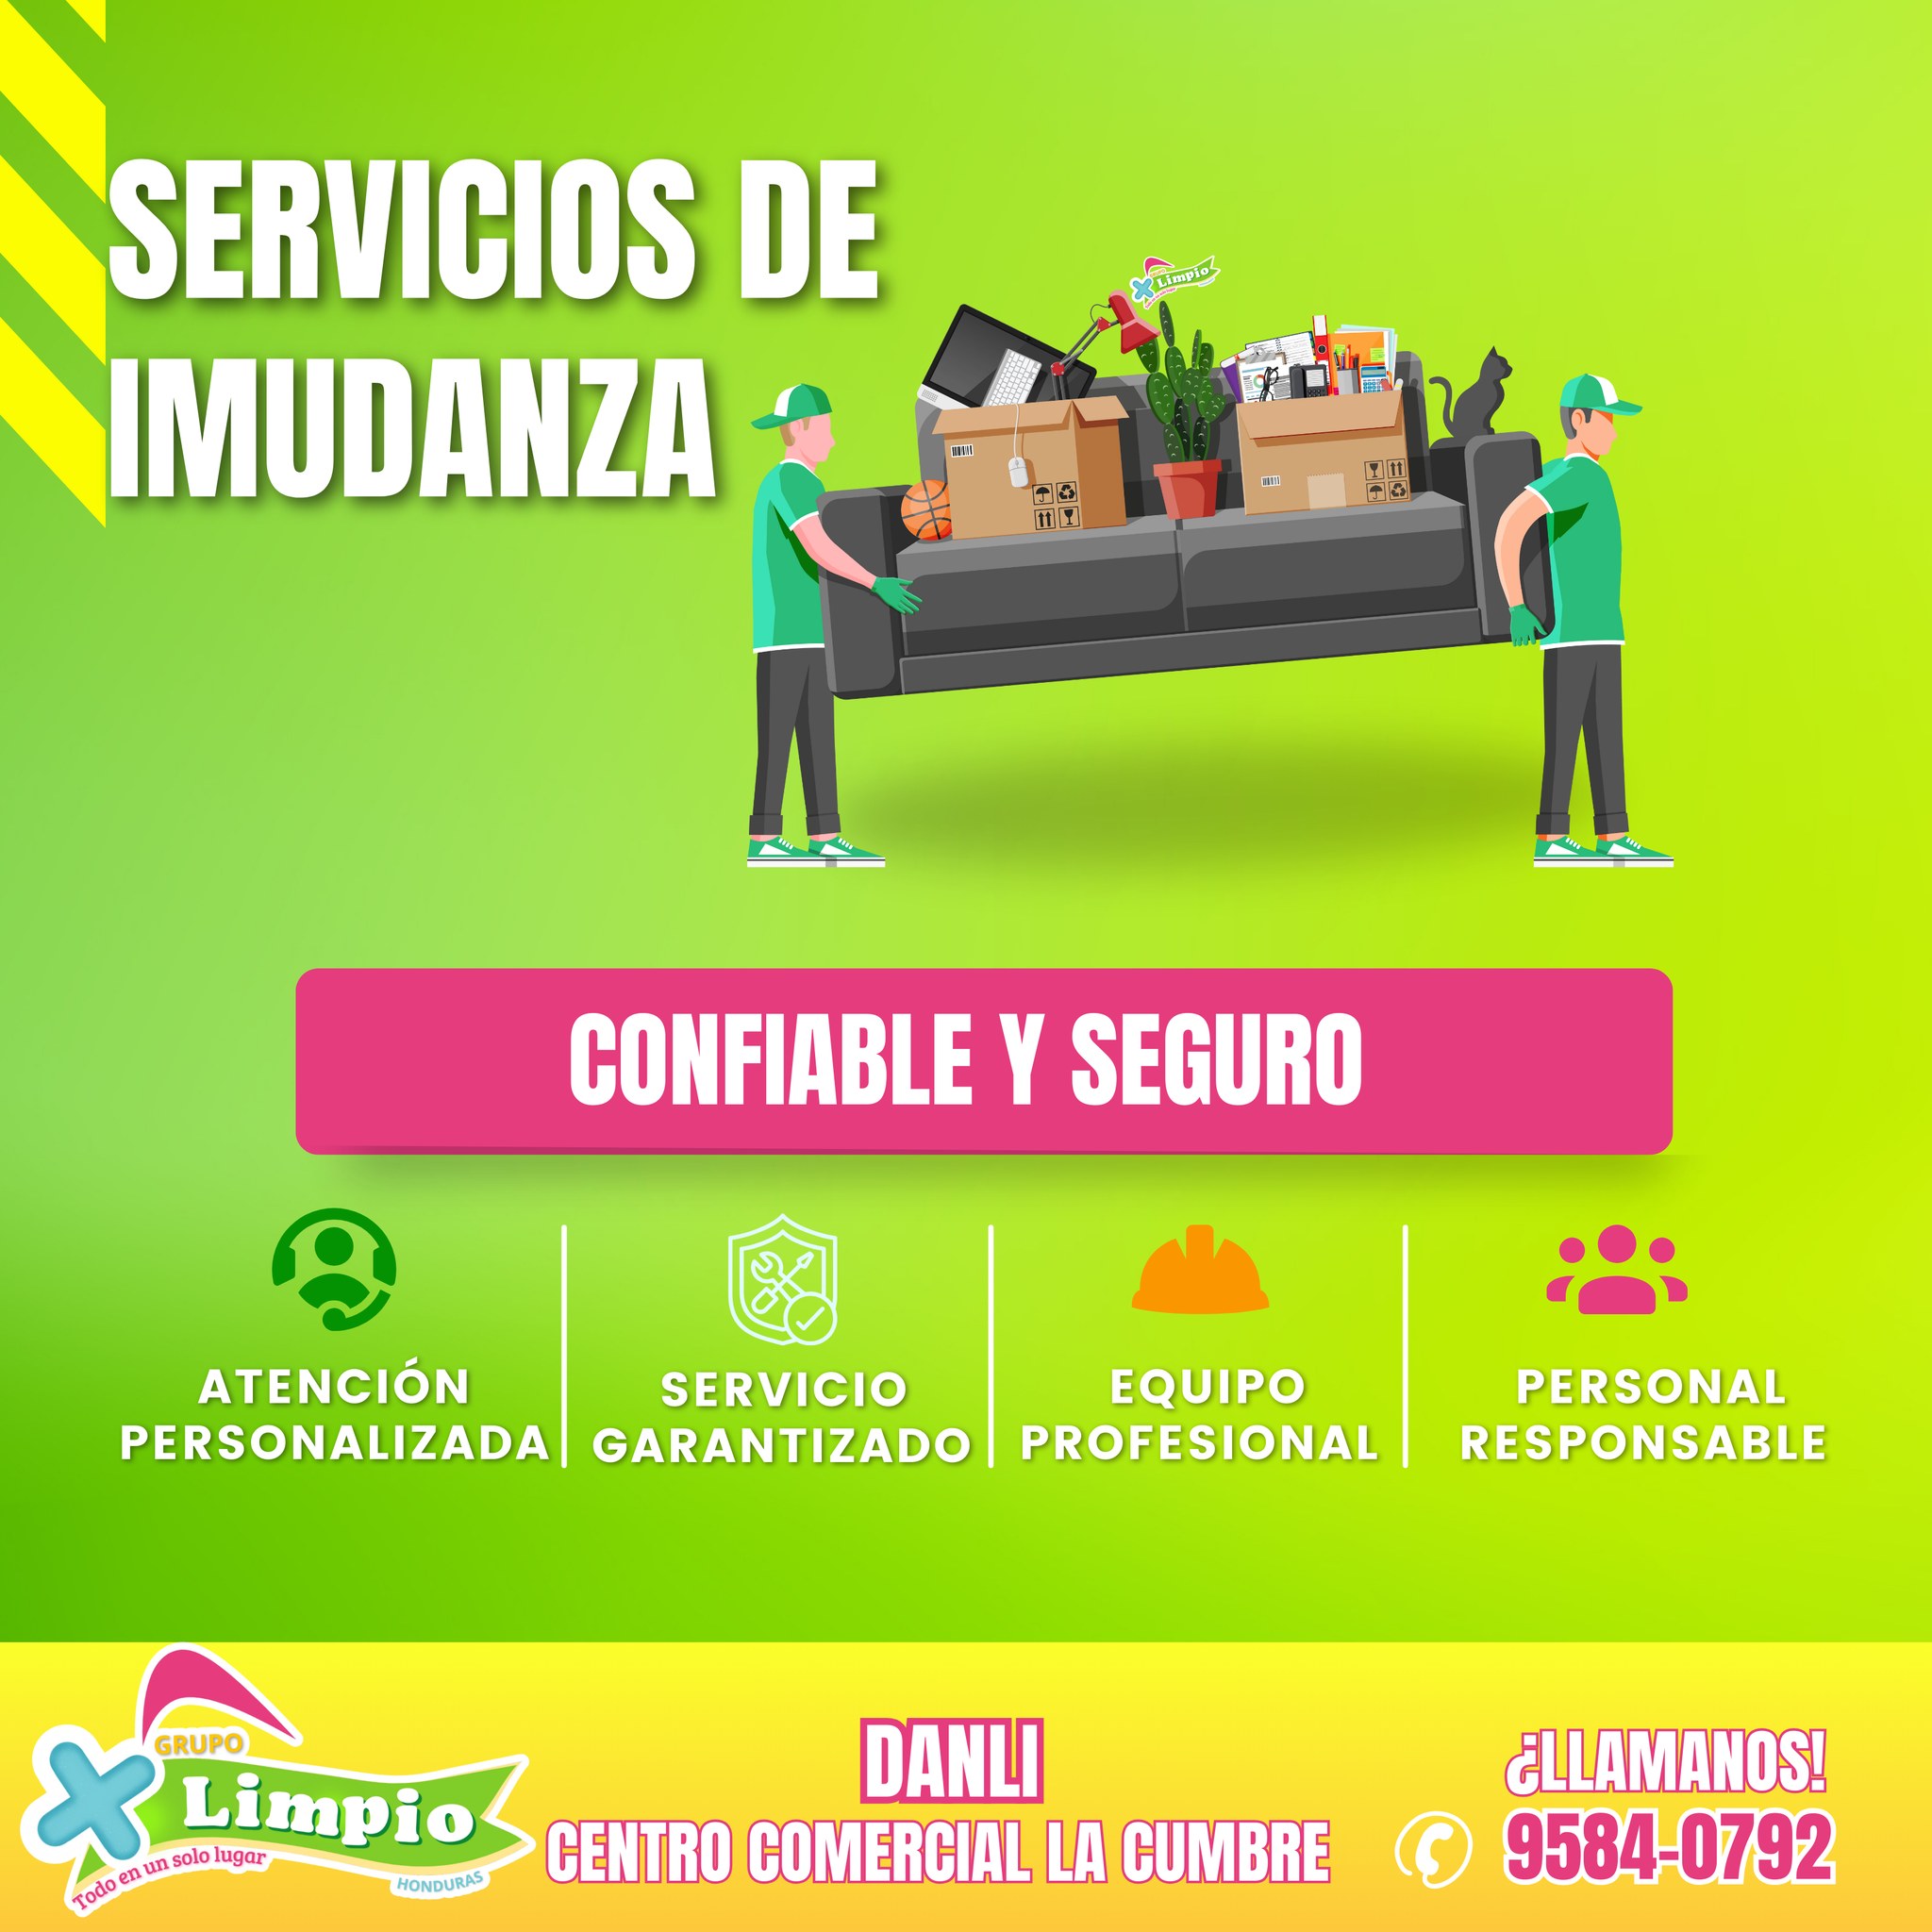 SERVICIOS DE
IMUDANZA
Limpio
CONFIABLE Y SEGURO
ATENCIÓN
PERSONALIZADA
SERVICIO
GARANTIZADO
EQUIPO
PROFESIONAL
PERSONAL
RESPONSABLE
GRUPO
Limpio
Todo en un solo lugar
HONDURAS
DANLI
CENTRO COMERCIAL LA CUMBRE
¿LLAMANOS!
9584-0792